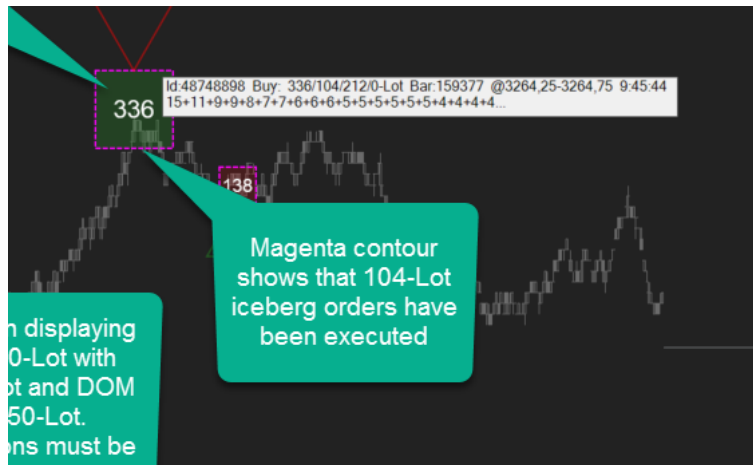 336
Id:48748898 Buy: 336/104/212/0-Lot Bar:159377 @3264,25-3264,75 9:45:44
15+11+9+9+8+7+7+6+6+6+5+5+5+5+5+5+4+4+4+4...
138
Magenta contour
shows that 104-Lot
iceberg orders have
been executed
displaying
0-Lot with
and DOM
50-Lot.
must be